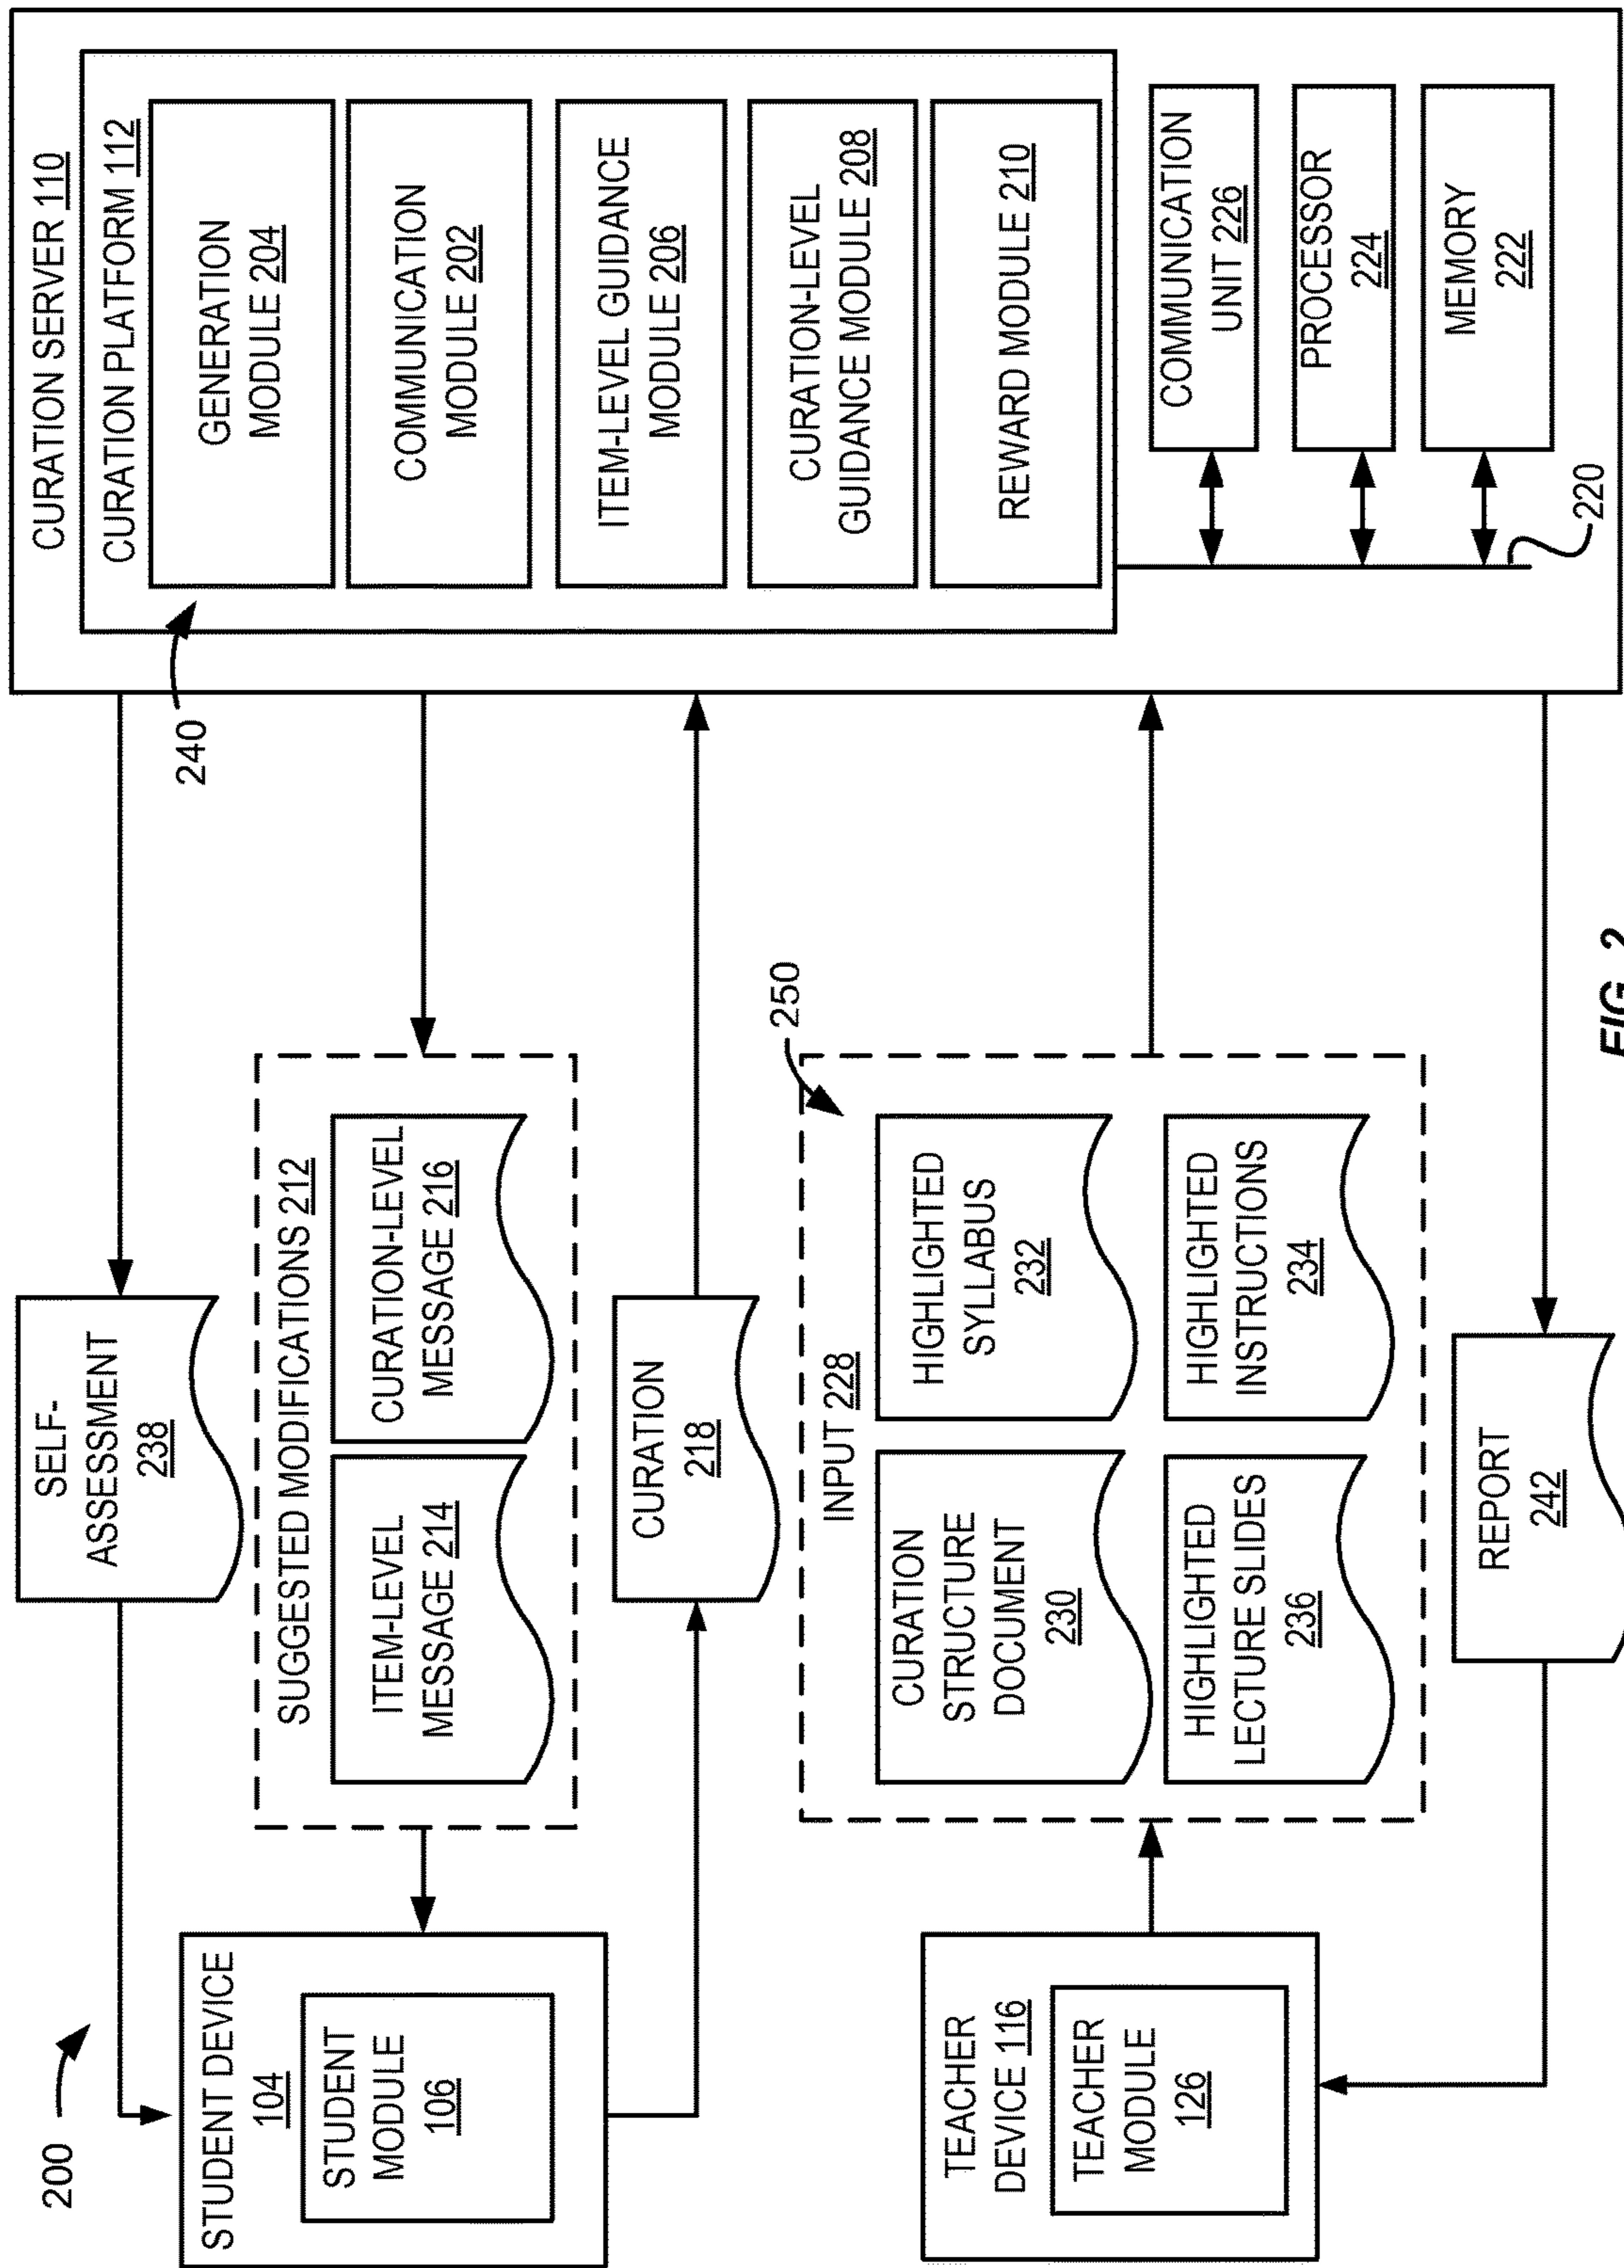 200
STUDENT DEVICE
104
STUDENT
MODULE
106
SELF-
ASSESSMENT
238
SUGGESTED MODIFICATIONS 212
ITEM-LEVEL
MESSAGE 214
CURATION-LEVEL
MESSAGE 216
CURATION
218
TEACHER
DEVICE 116
TEACHER
MODULE
126
250
INPUT 228
CURATION
STRUCTURE
DOCUMENT
230
HIGHLIGHTED
SYLLABUS
232
HIGHLIGHTED
LECTURE SLIDES
236
HIGHLIGHTED
INSTRUCTIONS
234
REPORT
242
CURATION SERVER 110
CURATION PLATFORM 112
240
GENERATION
MODULE 204
COMMUNICATION
MODULE 202
ITEM-LEVEL GUIDANCE
MODULE 206
CURATION-LEVEL
GUIDANCE MODULE 208
REWARD MODULE 210
COMMUNICATION
UNIT 226
PROCESSOR
224
MEMORY
222
220
FIG. 2